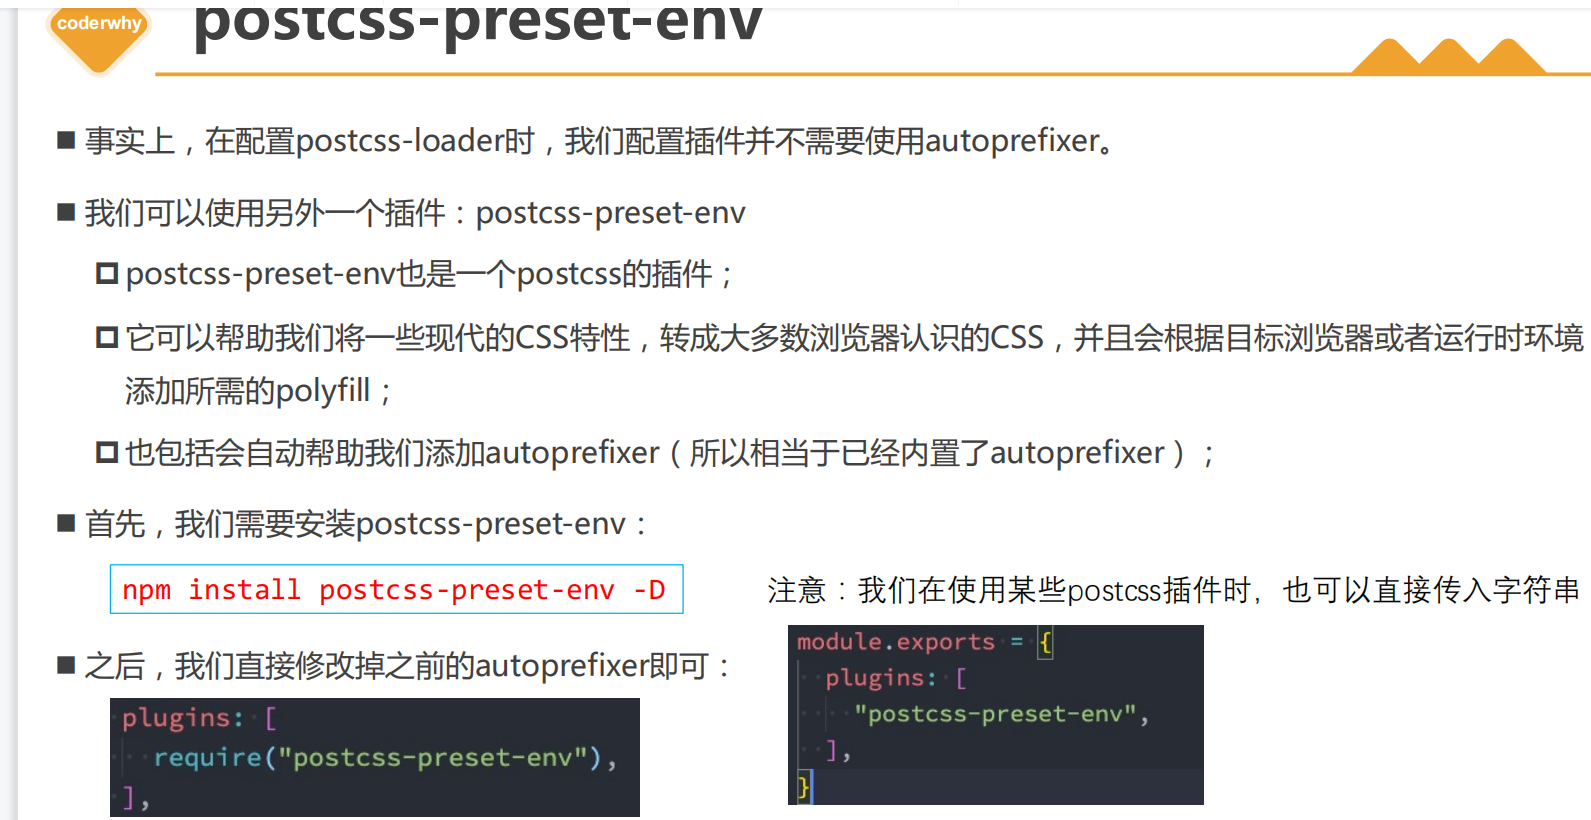 coderwhy
postcss-preset-env
事实上，在配置postcss-loader时，我们配置插件并不需要使用autoprefixer。
我们可以使用另外一个插件：postcss-preset-env
postcss-preset-env也是一个postcss的插件；
它可以帮助我们将一些现代的CSS特性，转成大多数浏览器认识的CSS，并且会根据目标浏览器或者运行时环境
添加所需的polyfill；
也包括会自动帮助我们添加autoprefixer（所以相当于已经内置了autoprefixer）；
首先，我们需要安装postcss-preset-env：
npm install postcss-preset-env -D
之后，我们直接修改掉之前的autoprefixer即可：
plugins: [
require("postcss-preset-env"),
],
注意：我们在使用某些postcss插件时，也可以直接传入字符串
module.exports = {
plugins: [
"postcss-preset-env",
],
}